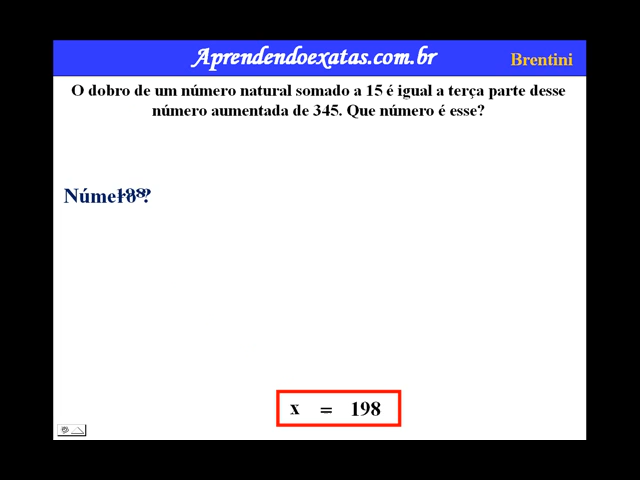 Aprendendoexatas.com.br
Brentini
O dobro de um número natural somado a 15 é igual a terça parte desse
número aumentada de 345. Que número é esse?
x = 198